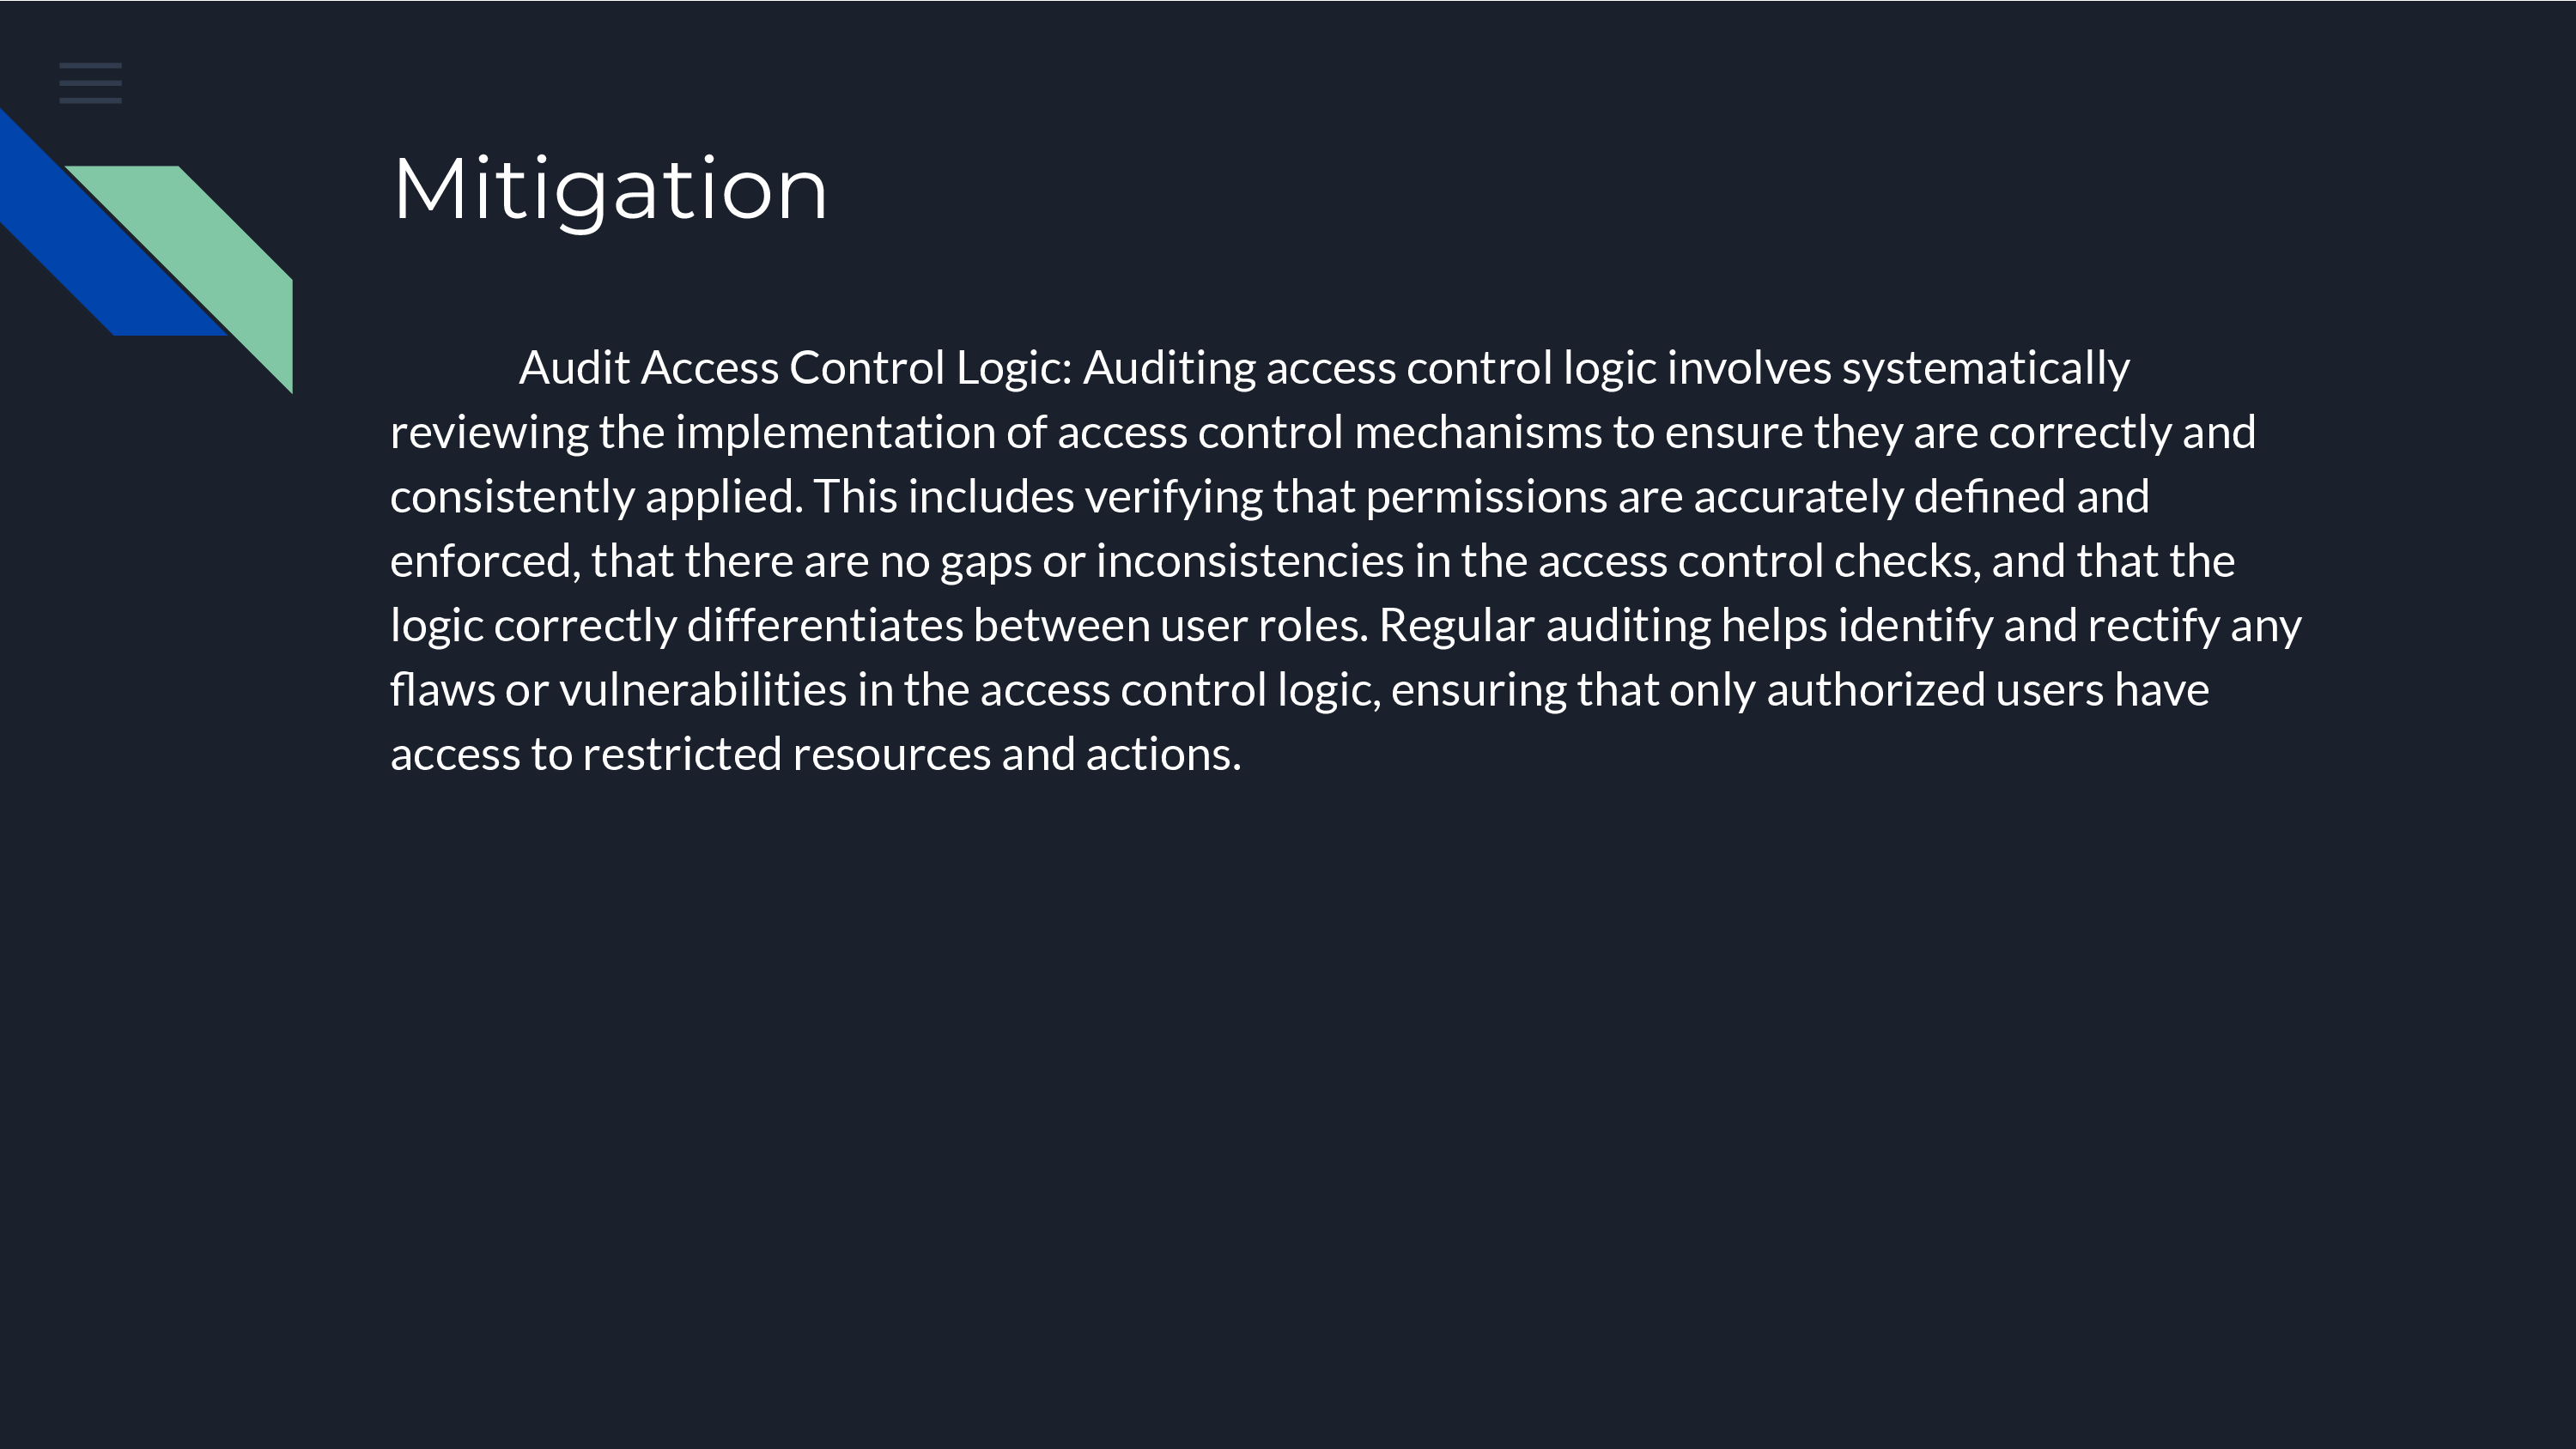 Mitigation
Audit Access Control Logic: Auditing access control logic involves systematically
reviewing the implementation of access control mechanisms to ensure they are correctly and
consistently applied. This includes verifying that permissions are accurately defined and
enforced, that there are no gaps or inconsistencies in the access control checks, and that the
logic correctly differentiates between user roles. Regular auditing helps identify and rectify any
flaws or vulnerabilities in the access control logic, ensuring that only authorized users have
access to restricted resources and actions.